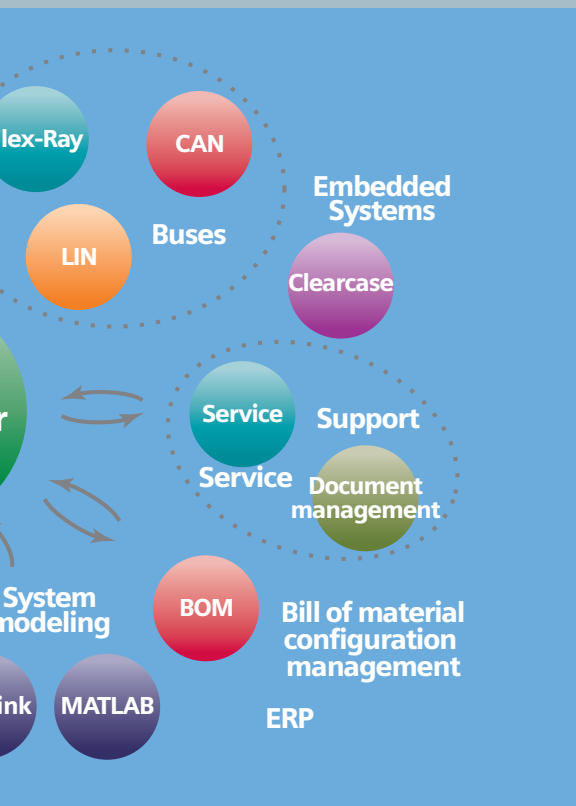 lex-Ray
CAN
Embedded
Systems
Buses
LIN
Clearcase
Service
Support
r
Service
Document
management
System
modeling
BOM
Bill of material
configuration
management
ink
MATLAB
ERP